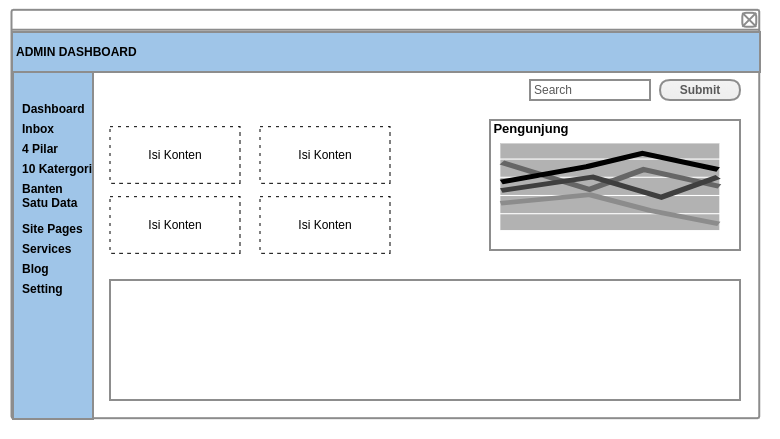 ADMIN DASHBOARD
Search
Submit
Dashboard
Inbox
4 Pilar
10 Katergori
Banten
Satu Data
Site Pages
Services
Blog
Setting
Isi Konten
Isi Konten
Isi Konten
Isi Konten
Pengunjung